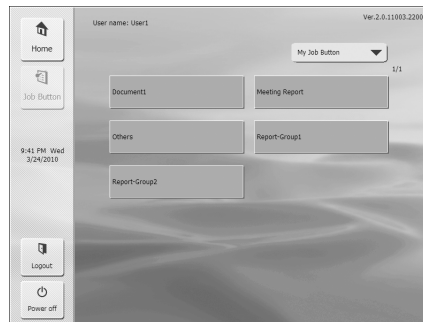 User name: User1
Ver.2.0.11003.2200
Home
My Job Button
1/1
Job Button
Document1
Meeting Report
Others
Report-Group1
9:41 PM Wed
3/24/2010
Report-Group2
Logout
Power off